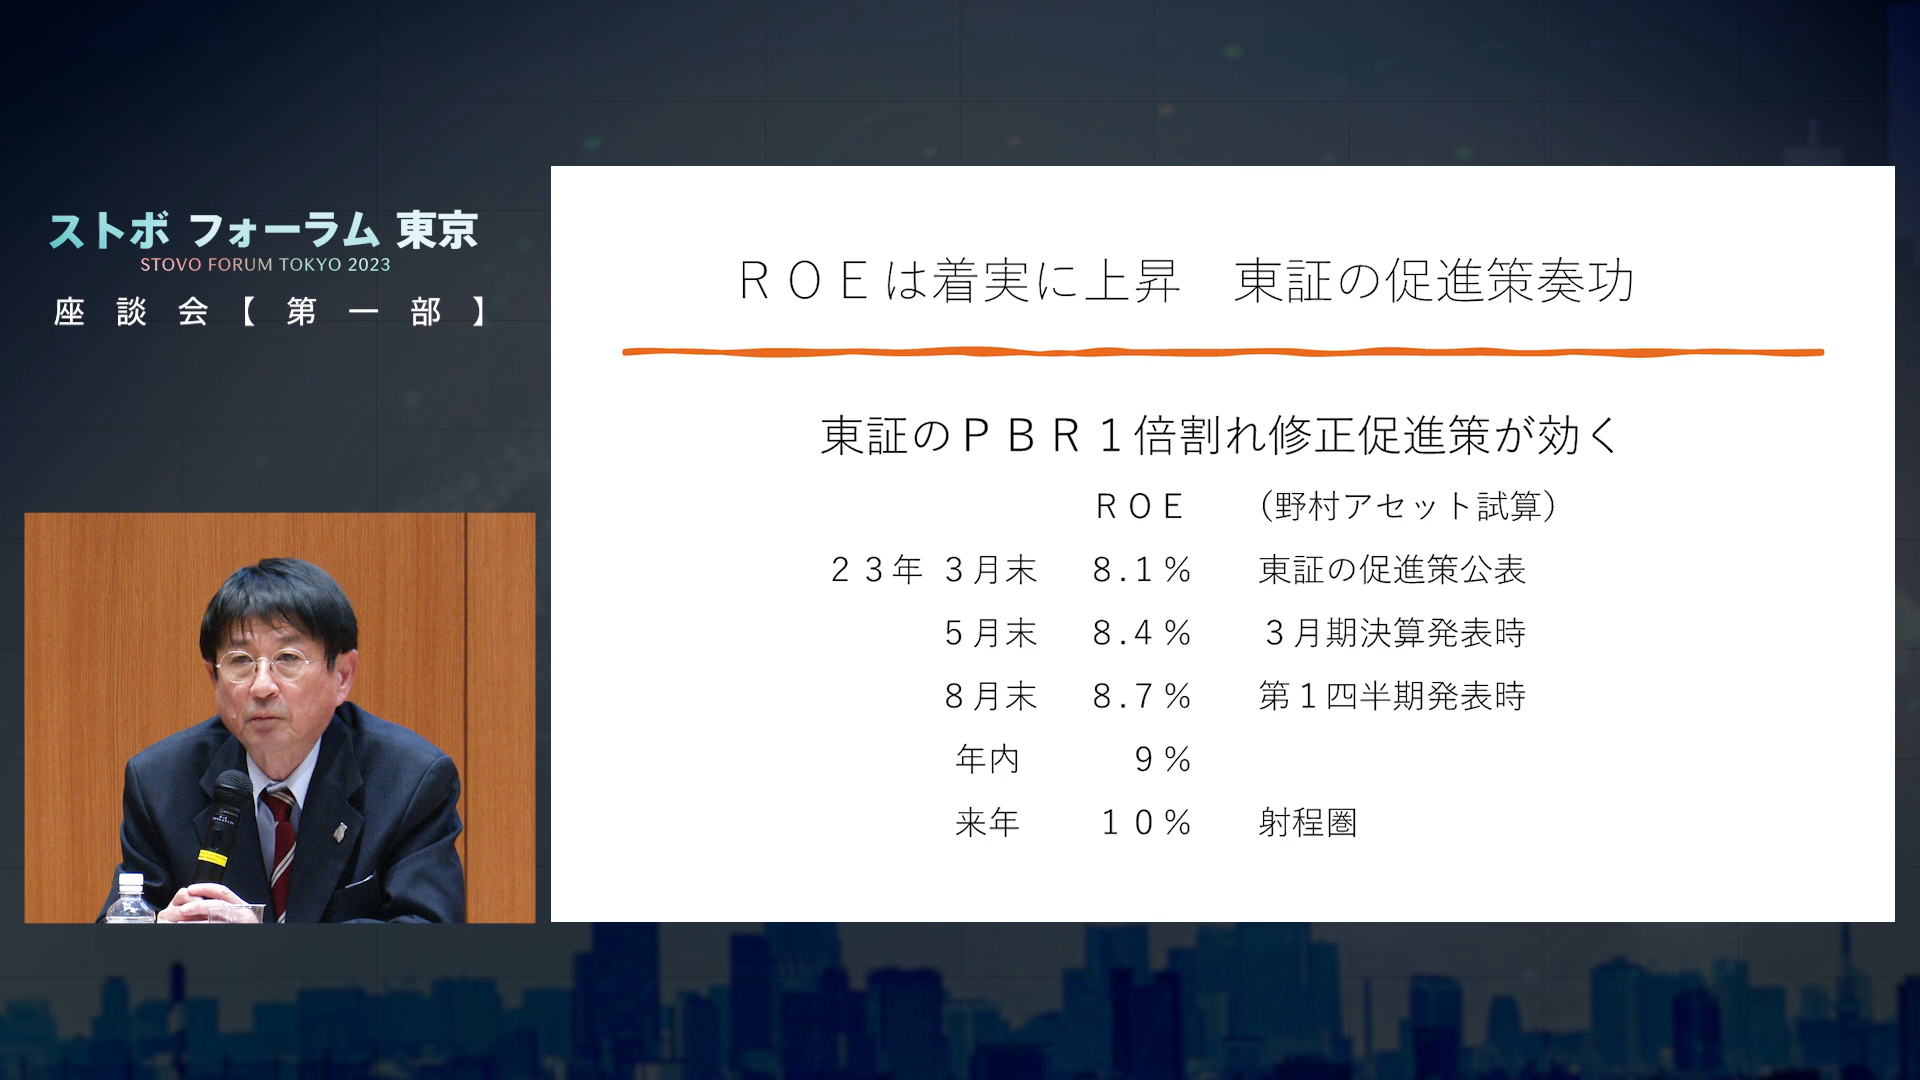 ストボ フォーラム 東京
STOVO FORUM TOKYO 2023
座談会【第一部】
ROEは着実に上昇　東証の促進策奏功
東証のPBR1倍割れ修正促進策が効く
ROE （野村アセット試算）
23年 3月末 8.1% 東証の促進策公表
5月末 8.4% 3月期決算発表時
8月末 8.7% 第1四半期発表時
年内 9%
来年 10% 射程圏